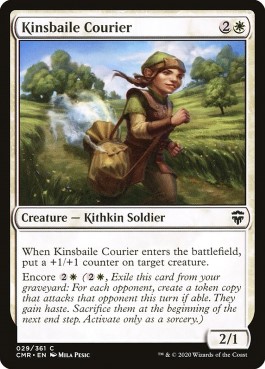 Kinsbaile Courier 2
Creature — Kithkin Soldier
When Kinsbaile Courier enters the battlefield,
put a +1/+1 counter on target creature.
Encore 2 (2, Exile this card from your
graveyard: For each opponent, create a token copy
that attacks that opponent this turn if able. They
gain haste. Sacrifice them at the beginning of the
next end step. Activate only as a sorcery.)
2/1
029/361 C
CMR • EN MILA PESIC
™ & © 2020 Wizards of the Coast